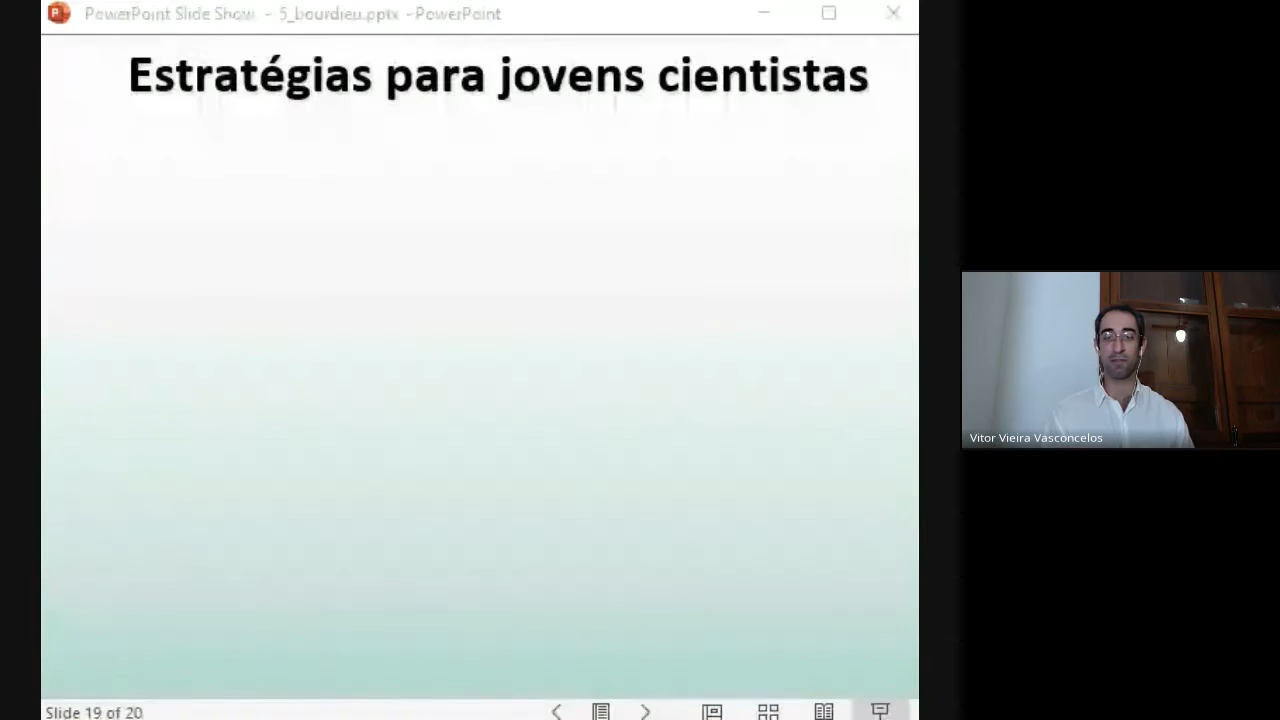 PowerPoint Slide Show - 5_bourdieu.pptx - PowerPoint
Estratégias para jovens cientistas
Vitor Vieira Vasconcelos
Slide 19 of 20